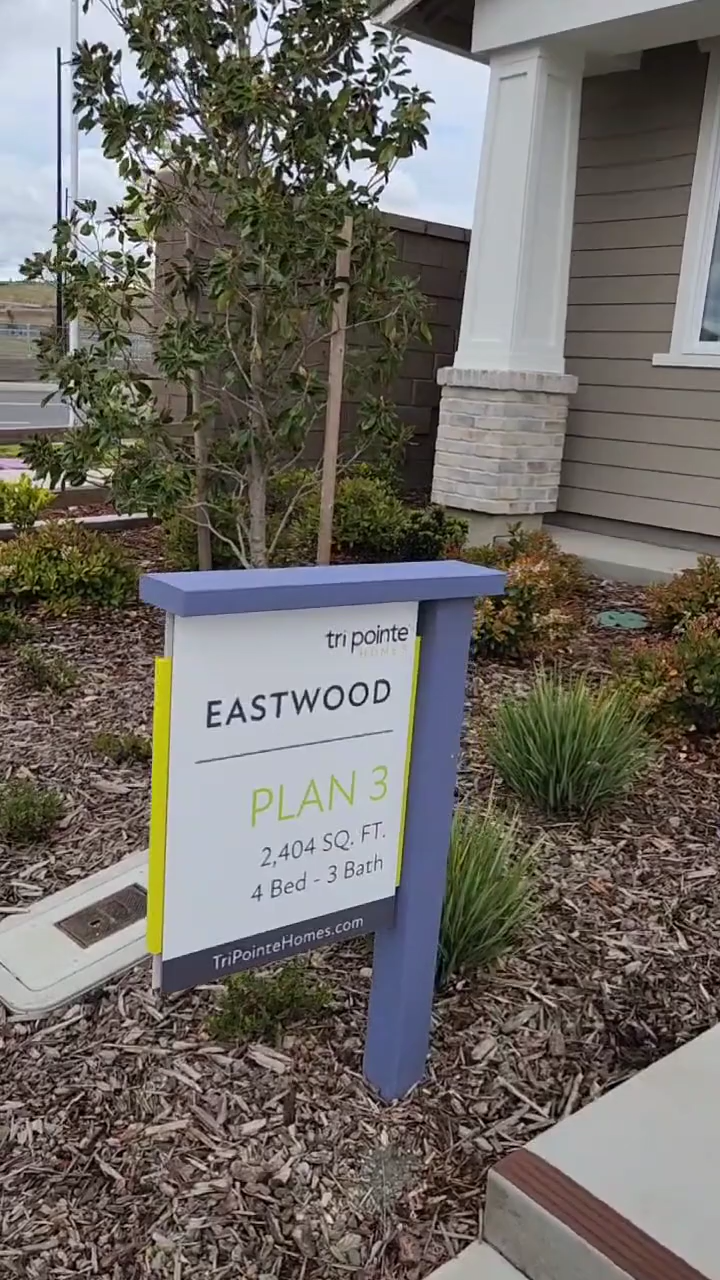 tri pointe
HOMES
EASTWOOD
PLAN 3
2,404 SQ. FT.
4 Bed - 3 Bath
TriPointeHomes.com